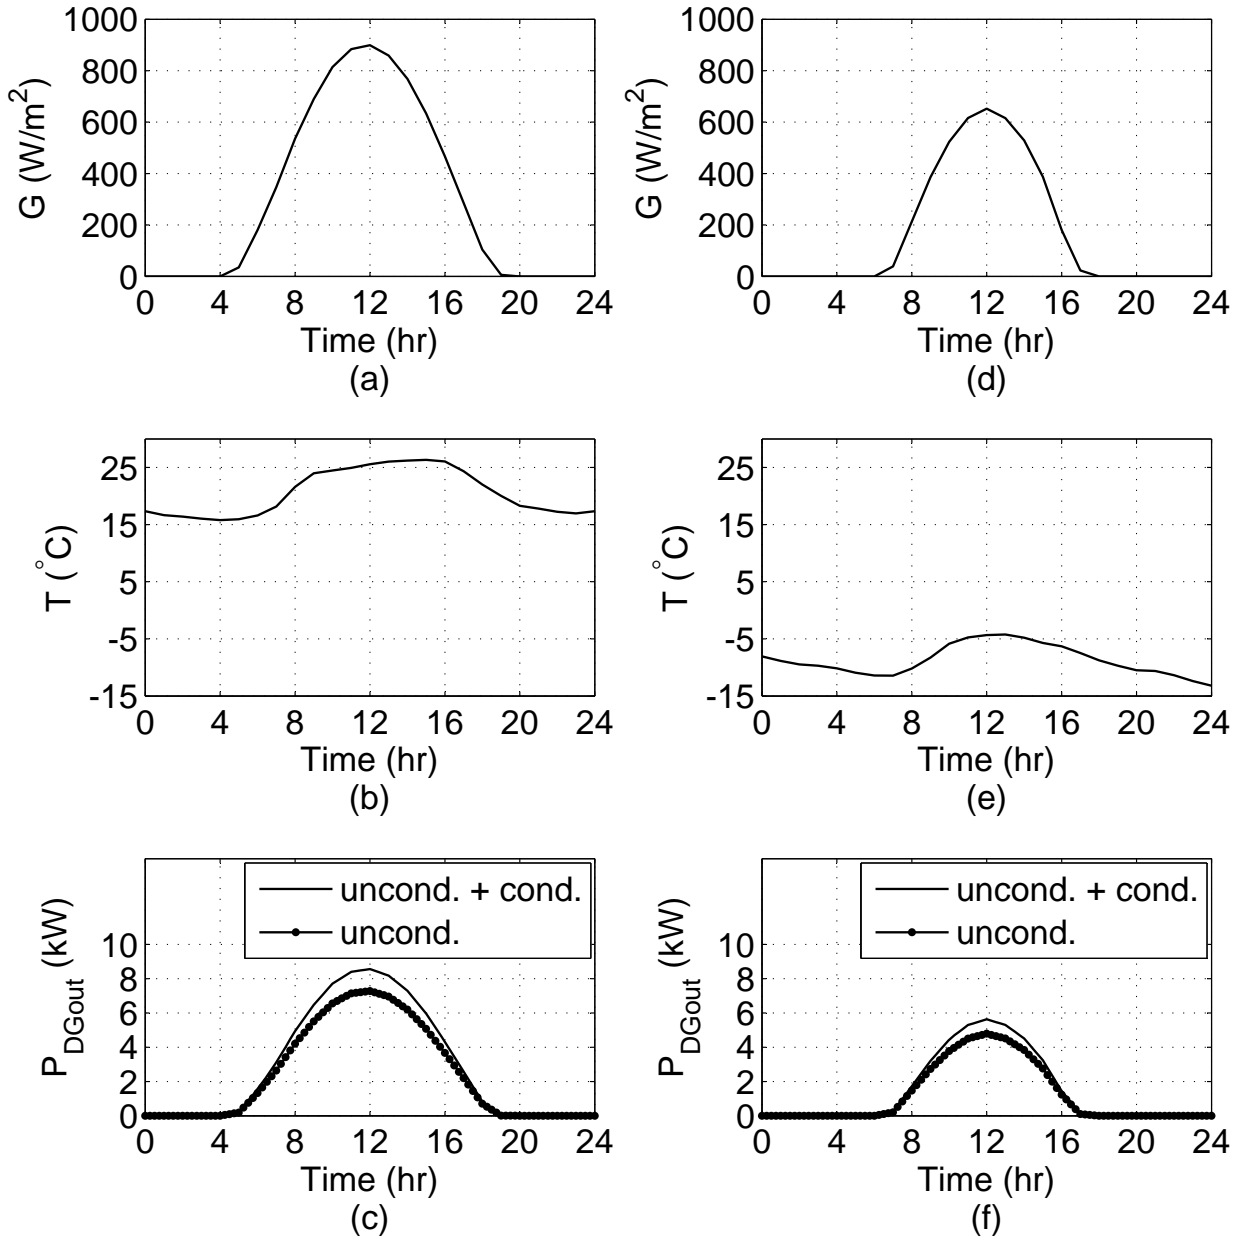 1000
800
600
400
200
0
G (W/m²)
0 4 8 12 16 20 24
Time (hr)
(a)
1000
800
600
400
200
0
G (W/m²)
0 4 8 12 16 20 24
Time (hr)
(d)
25
15
5
-5
-15
T (°C)
0 4 8 12 16 20 24
Time (hr)
(b)
25
15
5
-5
-15
T (°C)
0 4 8 12 16 20 24
Time (hr)
(e)
uncond. + cond.
uncond.
10
8
6
4
2
0
P_DGout (kW)
0 4 8 12 16 20 24
Time (hr)
(c)
uncond. + cond.
uncond.
10
8
6
4
2
0
P_DGout (kW)
0 4 8 12 16 20 24
Time (hr)
(f)